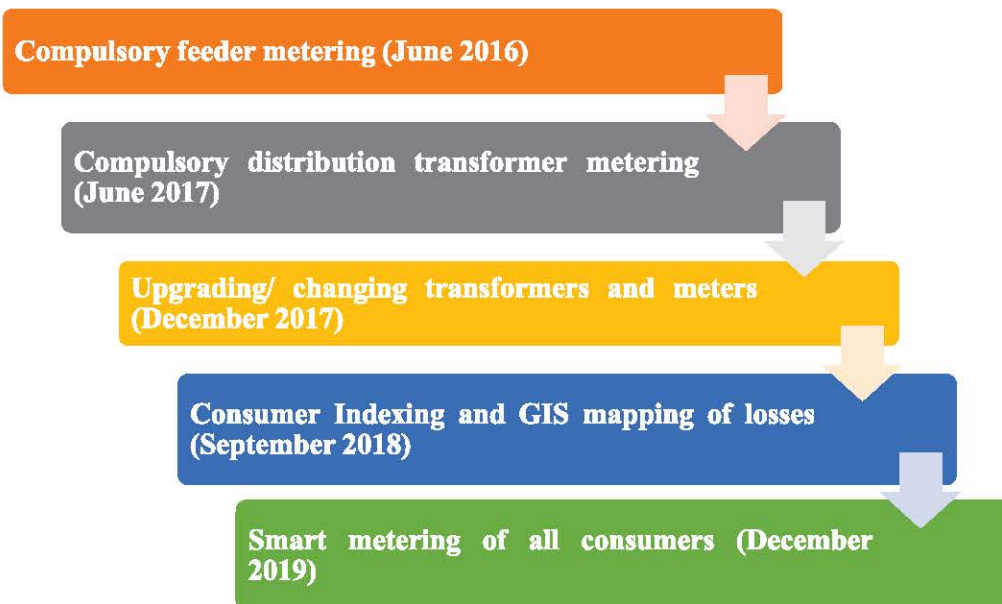 Compulsory feeder metering (June 2016)
Compulsory distribution transformer metering
(June 2017)
Upgrading/ changing transformers and meters
(December 2017)
Consumer Indexing and GIS mapping of losses
(September 2018)
Smart metering of all consumers (December
2019)